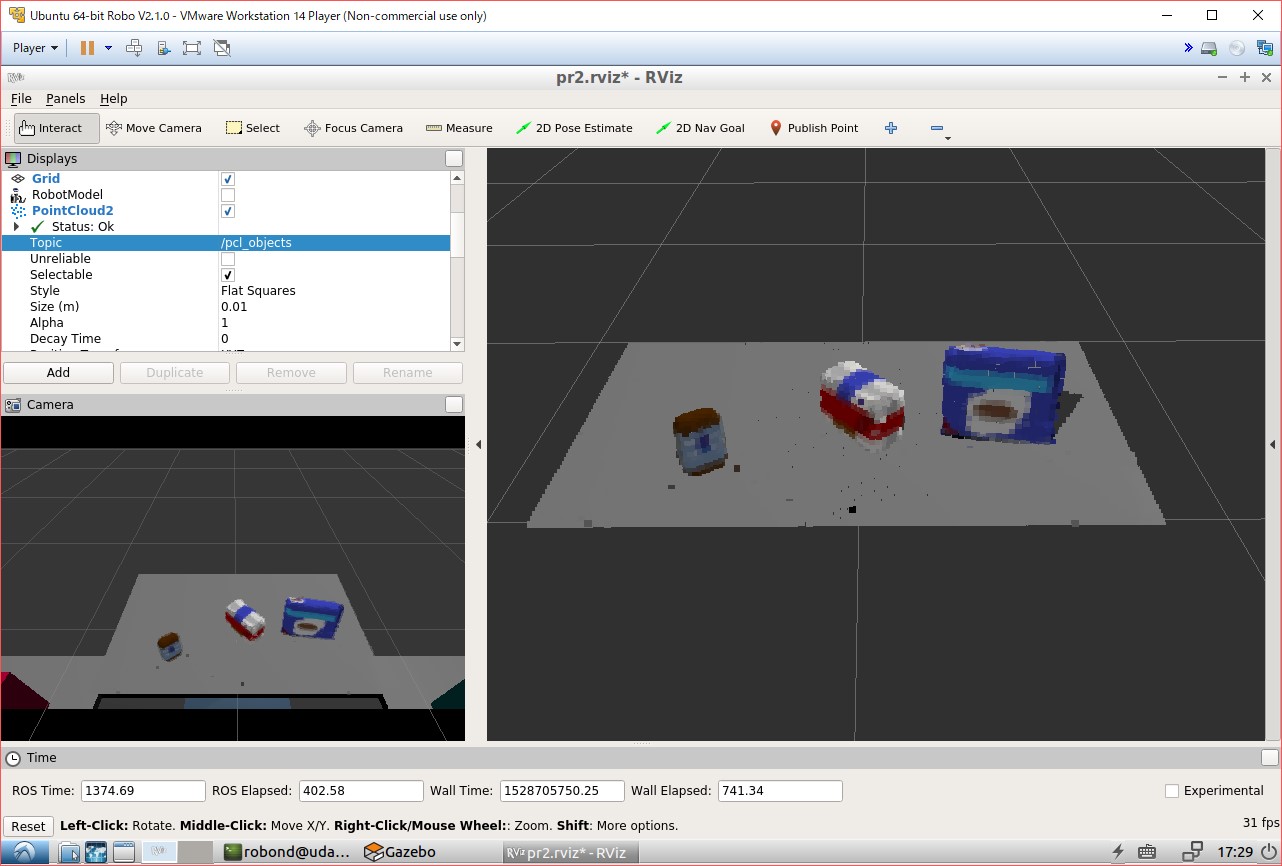 Ubuntu 64-bit Robo V2.1.0 - VMware Workstation 14 Player (Non-commercial use only)
Player
pr2.rviz* - RViz
File Panels Help
Interact Move Camera Select Focus Camera Measure 2D Pose Estimate 2D Nav Goal Publish Point
Displays
Grid
RobotModel
PointCloud2
Status: Ok
Topic /pcl_objects
Unreliable
Selectable
Style Flat Squares
Size (m) 0.01
Alpha 1
Decay Time 0
Add Duplicate Remove Rename
Camera
Time
ROS Time: 1374.69 ROS Elapsed: 402.58 Wall Time: 1528705750.25 Wall Elapsed: 741.34 Experimental
Reset Left-Click: Rotate. Middle-Click: Move X/Y. Right-Click/Mouse Wheel:: Zoom. Shift: More options. 31 fps
robond@uda... Gazebo pr2.rviz* - RViz 17:29